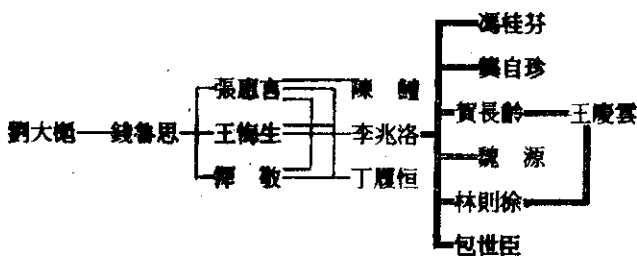 馮桂芬
龔自珍
張惠言 陳鱣
賀長齡 王慶雲
劉大櫆 錢魯思 王悔生 李兆洛
魏源
惲敬 丁履恒
林則徐
包世臣